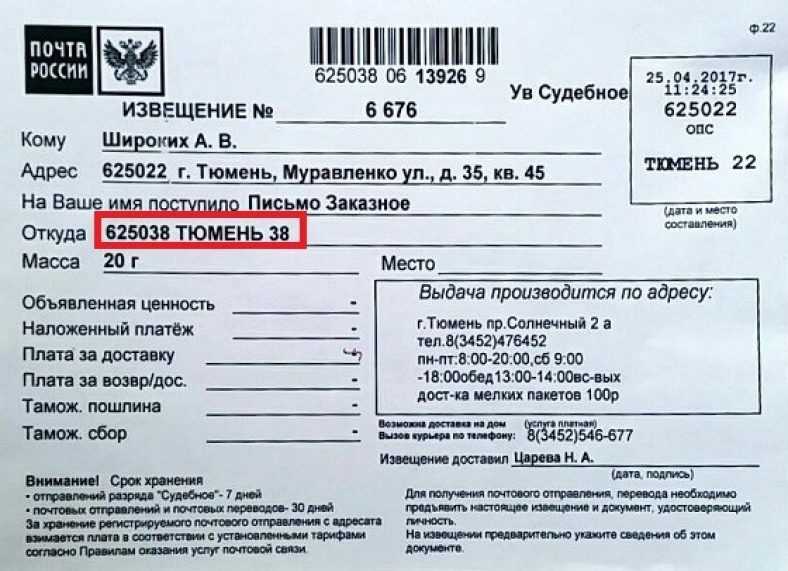 ф.22
ПОЧТА
РОССИИ
625038 06 13926 9
Ув Судебное
ИЗВЕЩЕНИЕ № 6 676
25.04.2017г.
11:24:25
625022
ОПС
ТЮМЕНЬ 22
(дата и место
составления)
Кому Широких А. В.
Адрес 625022 г. Тюмень, Муравленко ул., д. 35, кв. 45
На Ваше имя поступило Письмо Заказное
Откуда 625038 ТЮМЕНЬ 38
Масса 20 г
Место
Объявленная ценность -
Наложенный платёж -
Плата за доставку
Плата за возвр/дос. -
Тамож. пошлина -
Тамож. сбор -
Выдача производится по адресу:
г.Тюмень пр.Солнечный 2 а
тел.8(3452)476452
пн-пт:8:00-20:00,сб 9:00
-18:00обед13:00-14:00вс-вых
дост-ка мелких пакетов 100р
Возможна доставка на дом (услуга платная)
Вызов курьера по телефону: 8(3452)546-677
Извещение доставил Царева Н. А.
(дата, подпись)
Внимание! Срок хранения
• отправлений разряда "Судебное"- 7 дней
• почтовых отправлений и почтовых переводов- 30 дней
За хранение регистрируемого почтового отправления с адресата
взимается плата в соответствии с установленными тарифами
согласно Правилам оказания услуг почтовой связи.
Для получения почтового отправления, перевода необходимо
предъявить настоящее извещение и документ, удостоверяющий
личность.
На извещении предварительно укажите сведения об этом
документе.